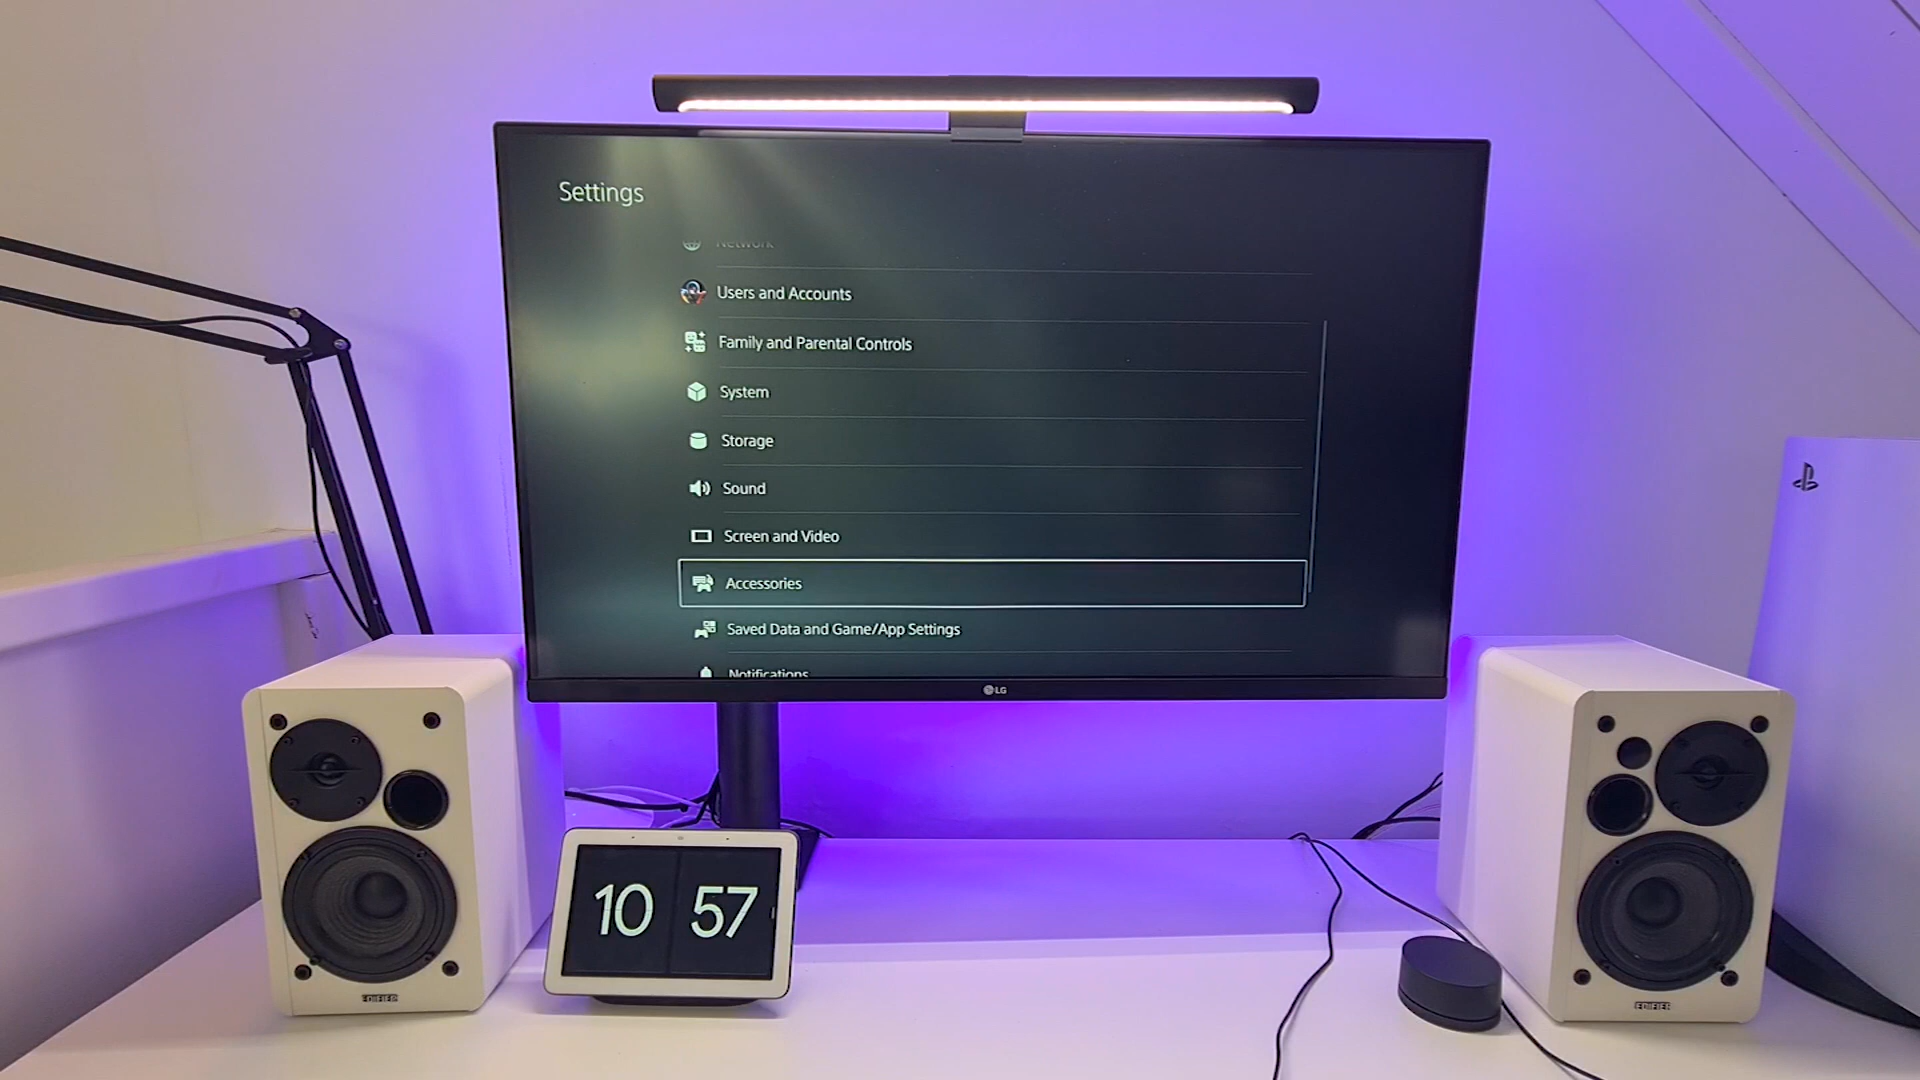 Settings
Network
Users and Accounts
Family and Parental Controls
System
Storage
Sound
Screen and Video
Accessories
Saved Data and Game/App Settings
Notifications
LG
10 57
EDIFIER
EDIFIER